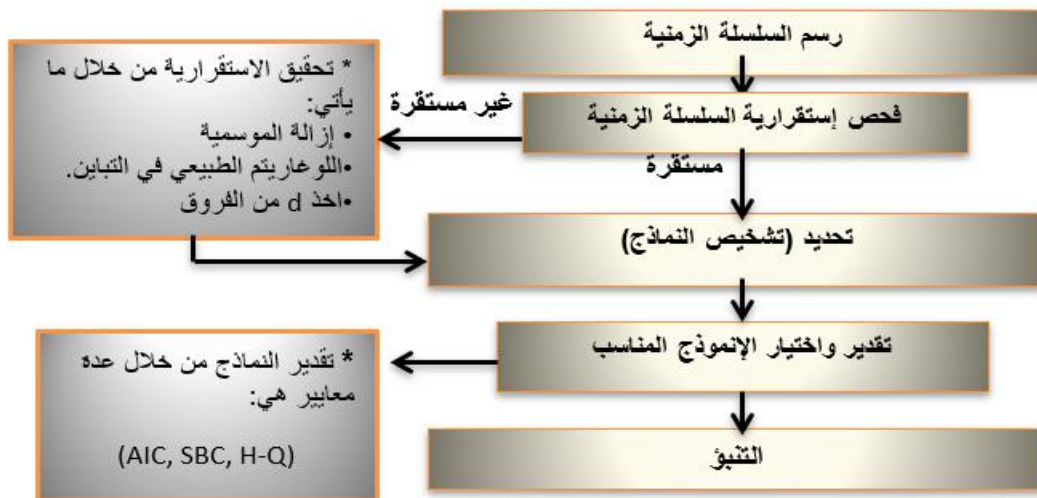 رسم السلسلة الزمنية
فحص إستقرارية السلسلة الزمنية
غير مستقرة
* تحقيق الاستقرارية من خلال ما
يأتي:
• إزالة الموسمية
•اللوغاريتم الطبيعي في التباين.
•اخذ d من الفروق
مستقرة
تحديد (تشخيص النماذج)
تقدير واختيار الإنموذج المناسب
* تقدير النماذج من خلال عدة
معايير هي:
(AIC, SBC, H-Q)
التنبؤ